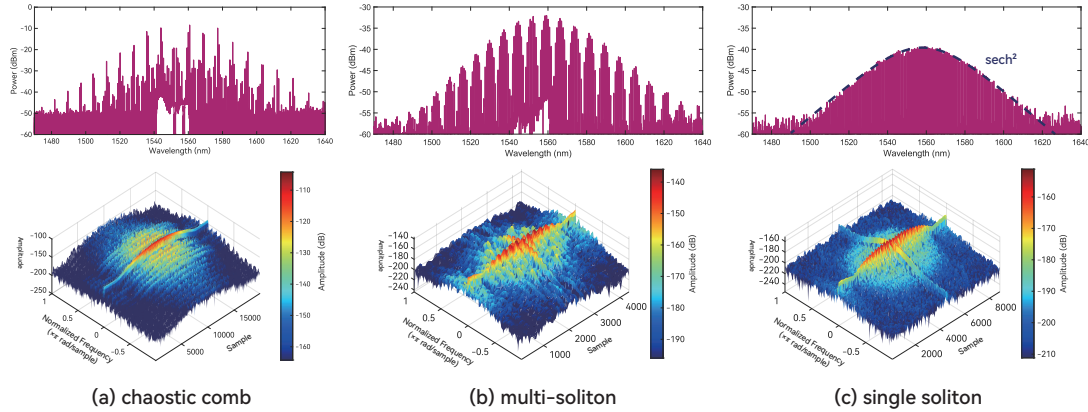 0
-10
-20
-30
-40
-50
-60
Power (dBm)
1480 1500 1520 1540 1560 1580 1600 1620 1640
Wavelength (nm)
-30
-35
-40
-45
-50
-55
-60
Power (dBm)
1480 1500 1520 1540 1560 1580 1600 1620 1640
Wavelength (nm)
-30
-35
-40
-45
-50
-55
-60
Power (dBm)
sech²
1480 1500 1520 1540 1560 1580 1600 1620 1640
Wavelength (nm)
-100
-150
-200
-250
Amplitude
1 0.5 0 -0.5
Normalized Frequency
(×π rad/sample)
5000 10000 15000
Sample
-110
-120
-130
-140
-150
-160
Amplitude (dB)
-140
-160
-180
-200
-220
-240
Amplitude
1 0.5 0 -0.5
Normalized Frequency
(×π rad/sample)
1000 2000 3000 4000
Sample
-140
-150
-160
-170
-180
-190
Amplitude (dB)
-140
-160
-180
-200
-220
-240
Amplitude
1 0.5 0 -0.5
Normalized Frequency
(×π rad/sample)
2000 4000 6000 8000
Sample
-160
-170
-180
-190
-200
-210
Amplitude (dB)
(a) chaostic comb
(b) multi-soliton
(c) single soliton